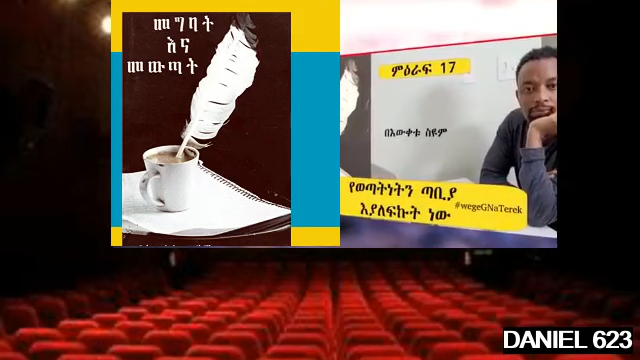 መግባት
እና
መውጣት
ምዕራፍ 17
በእውቀቱ ስዩም
የወጣትነትን ጣቢያ
እያለፍኩት ነው
#wegeGNaTerek
DANIEL 623